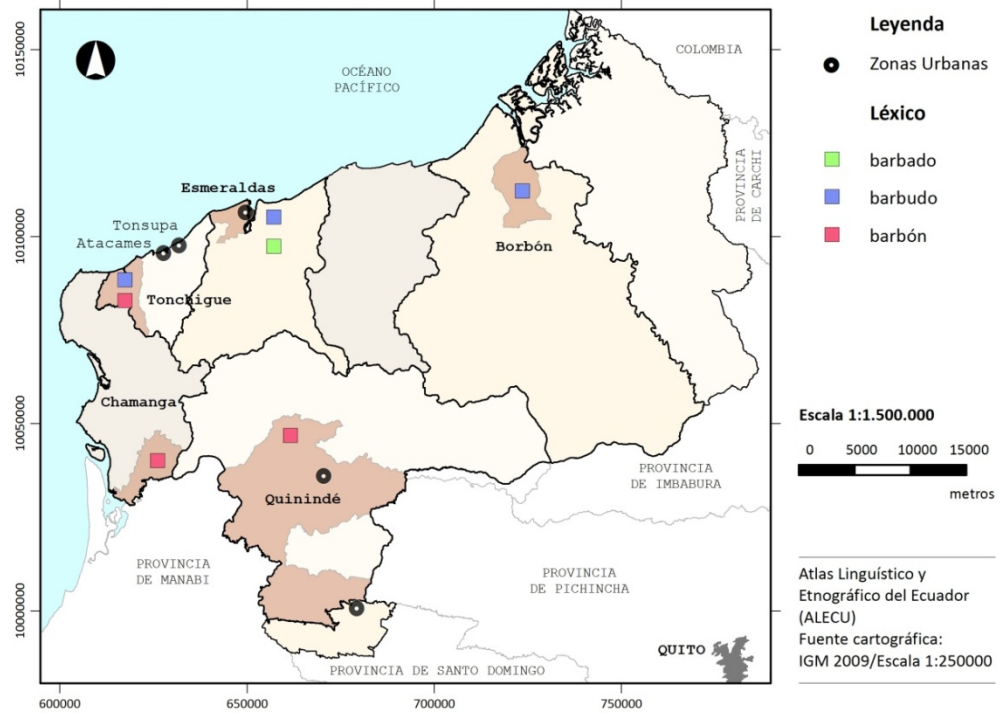 10150000
10100000
10050000
10000000
600000
650000
700000
750000
OCÉANO
PACÍFICO
COLOMBIA
PROVINCIA
DE CARCHI
Esmeraldas
Tonsupa
Atacames
Tonchigue
Borbón
Chamanga
Quinindé
PROVINCIA
DE IMBABURA
PROVINCIA
DE MANABI
PROVINCIA
DE PICHINCHA
PROVINCIA DE SANTO DOMINGO
QUITO
Leyenda
Zonas Urbanas
Léxico
barbado
barbudo
barbón
Escala 1:1.500.000
0 5000 10000 15000
metros
Atlas Linguístico y
Etnográfico del Ecuador
(ALECU)
Fuente cartográfica:
IGM 2009/Escala 1:250000